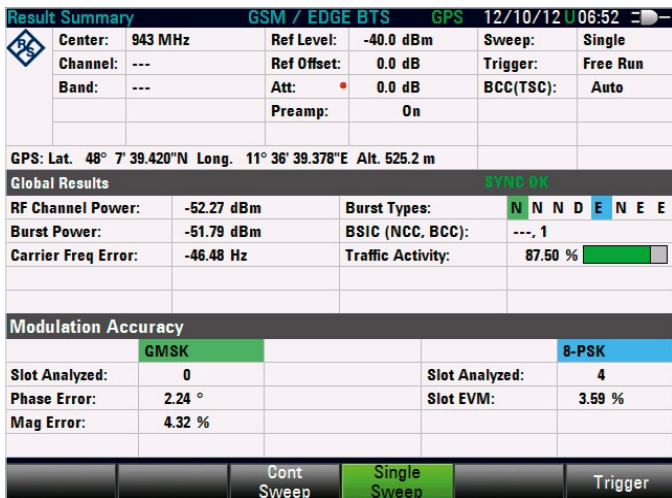 Result Summary GSM / EDGE BTS GPS 12/10/12 U 06:52
R&S Center: 943 MHz Ref Level: -40.0 dBm Sweep: Single
Channel: --- Ref Offset: 0.0 dB Trigger: Free Run
Band: --- Att: 0.0 dB BCC(TSC): Auto
Preamp: On
GPS: Lat. 48° 7' 39.420"N Long. 11° 36' 39.378"E Alt. 525.2 m
Global Results SYNC OK
RF Channel Power: -52.27 dBm Burst Types: N N N D E N E E
Burst Power: -51.79 dBm BSIC (NCC, BCC): ---, 1
Carrier Freq Error: -46.48 Hz Traffic Activity: 87.50 %
Modulation Accuracy
GMSK 8-PSK
Slot Analyzed: 0 Slot Analyzed: 4
Phase Error: 2.24 ° Slot EVM: 3.59 %
Mag Error: 4.32 %
Cont Single
Sweep Sweep Trigger